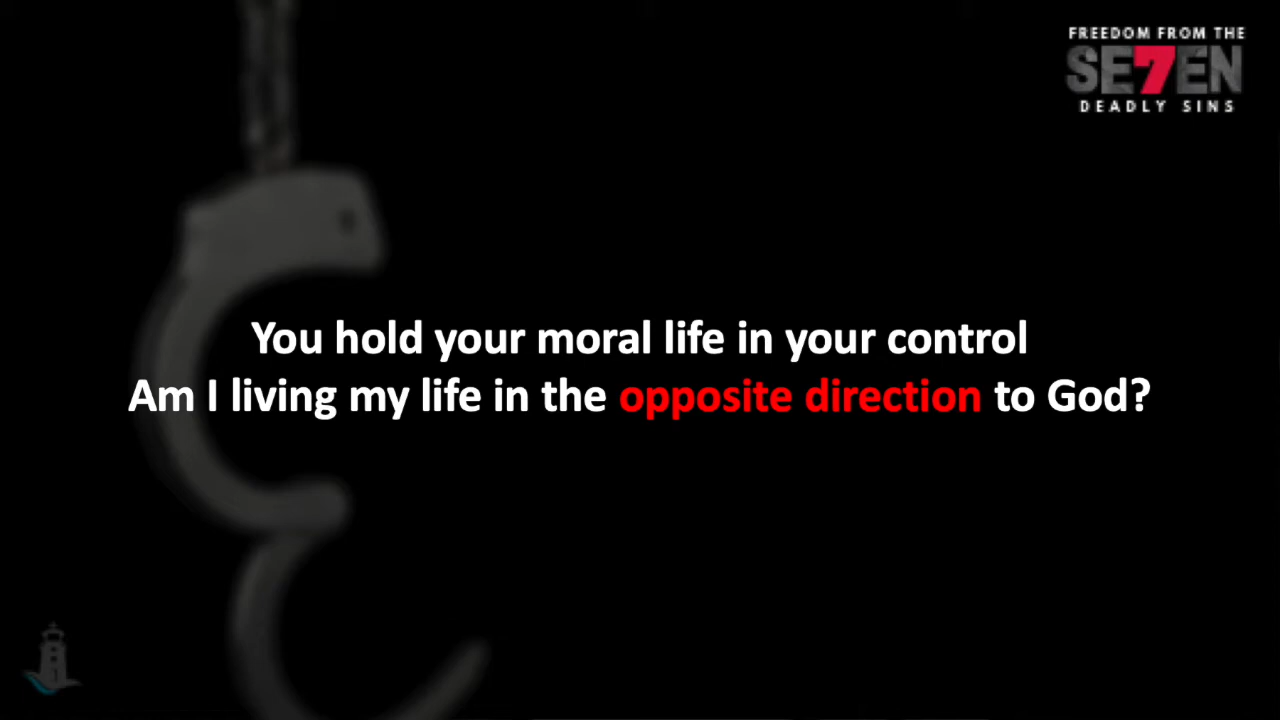 FREEDOM FROM THE
SE7EN
DEADLY SINS
You hold your moral life in your control
Am I living my life in the opposite direction to God?